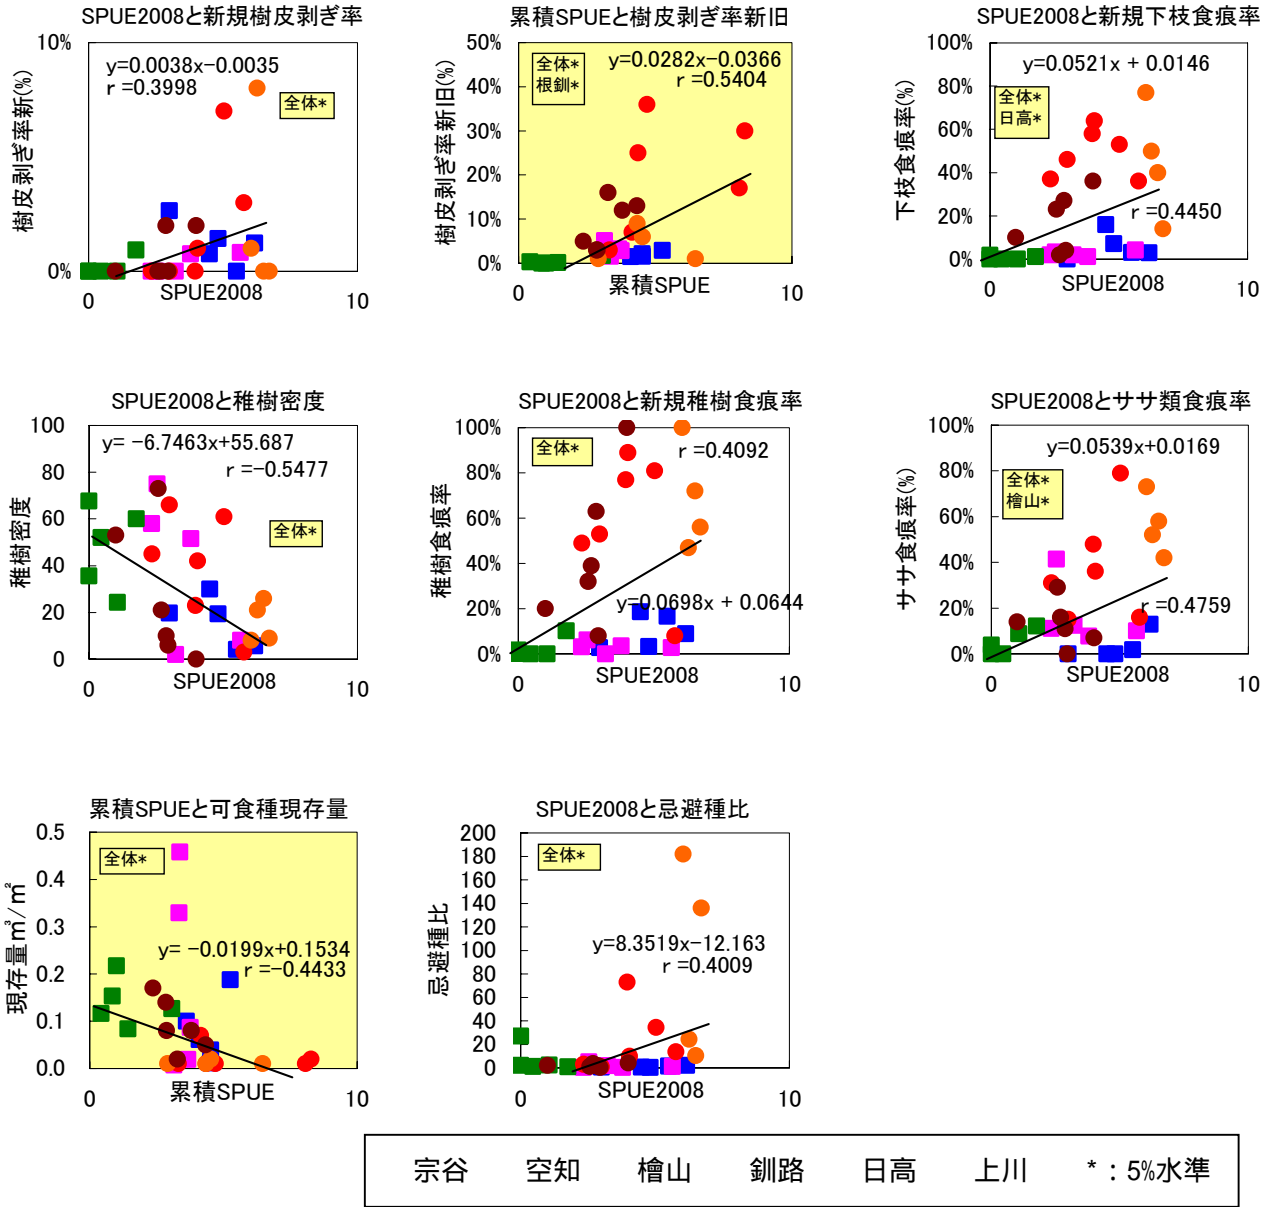 SPUE2008と新規樹皮剥ぎ率
10%
0%
樹皮剥ぎ率新(%)
y=0.0038x−0.0035
r =0.3998
全体*
0
SPUE2008
10
累積SPUEと樹皮剥ぎ率新旧
50%
40%
30%
20%
10%
0%
樹皮剥ぎ率新旧(%)
全体*
根釧*
y=0.0282x−0.0366
r =0.5404
0
累積SPUE
10
SPUE2008と新規下枝食痕率
100%
80%
60%
40%
20%
0%
下枝食痕率(%)
y=0.0521x + 0.0146
全体*
日高*
r =0.4450
0
SPUE2008
10
SPUE2008と稚樹密度
100
80
60
40
20
0
稚樹密度
y= −6.7463x+55.687
r =−0.5477
全体*
0
SPUE2008
10
SPUE2008と新規稚樹食痕率
100%
80%
60%
40%
20%
0%
稚樹食痕率
全体*
r =0.4092
y=0.0698x + 0.0644
0
SPUE2008
10
SPUE2008とササ類食痕率
100%
80%
60%
40%
20%
0%
ササ食痕率(%)
y=0.0539x+0.0169
全体*
檜山*
r =0.4759
0
SPUE2008
10
累積SPUEと可食種現存量
0.5
0.4
0.3
0.2
0.1
0.0
現存量㎥/㎡
全体*
y= −0.0199x+0.1534
r =−0.4433
0
累積SPUE
10
SPUE2008と忌避種比
200
180
160
140
120
100
80
60
40
20
0
忌避種比
全体*
y=8.3519x−12.163
r =0.4009
0
SPUE2008
10
宗谷 空知 檜山 釧路 日高 上川 *：5%水準